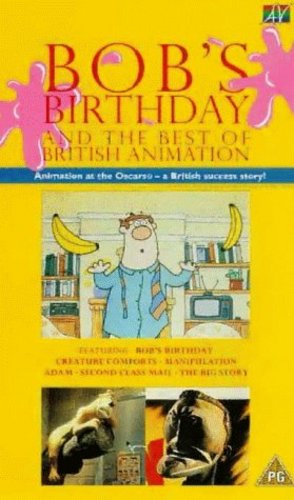 AV
BOB'S
BIRTHDAY
AND THE BEST OF
BRITISH ANIMATION
Animation at the Oscars® – a British success story!
FEATURING · BOB'S BIRTHDAY
CREATURE COMFORTS · MANIPULATION
ADAM · SECOND CLASS MAIL · THE BIG STORY
PG